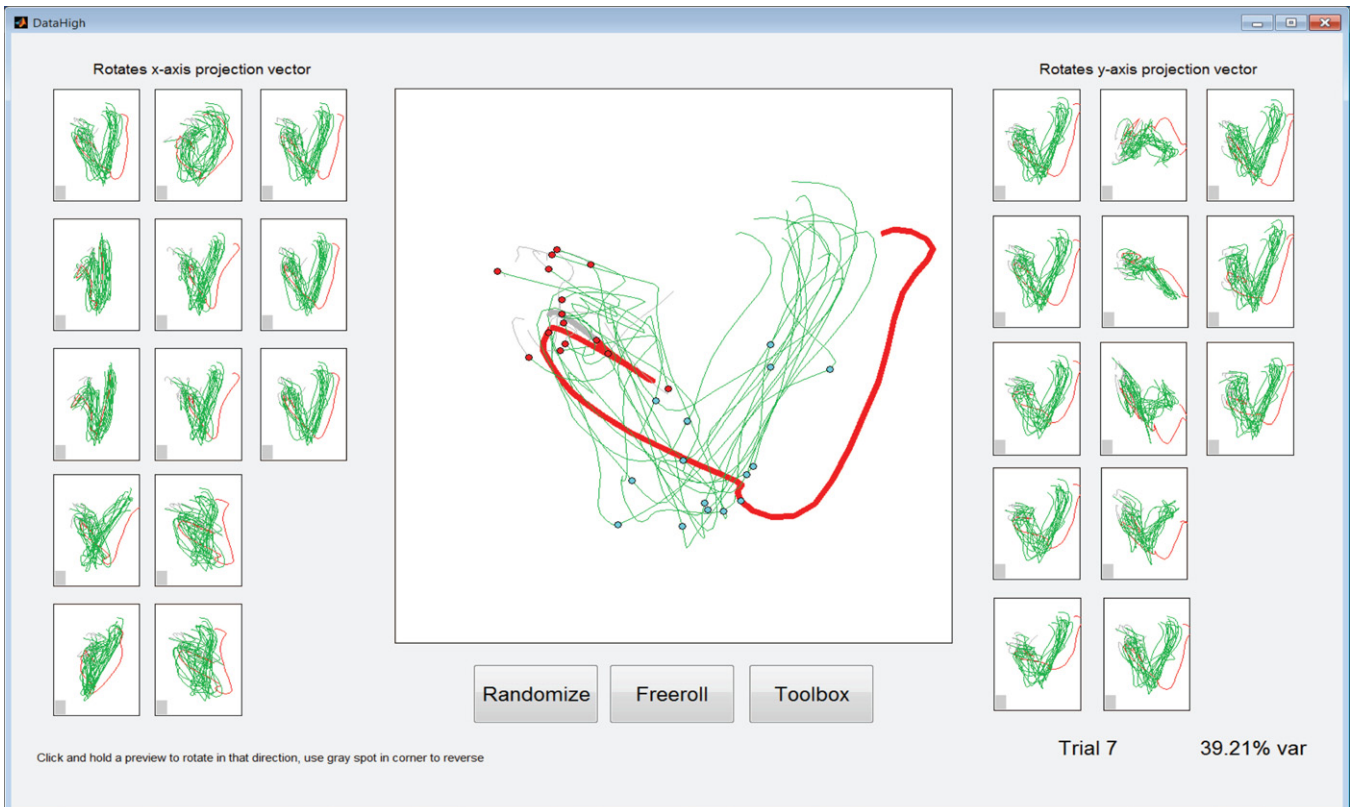 DataHigh
Rotates x-axis projection vector
Rotates y-axis projection vector
Randomize
Freeroll
Toolbox
Trial 7
39.21% var
Click and hold a preview to rotate in that direction, use gray spot in corner to reverse